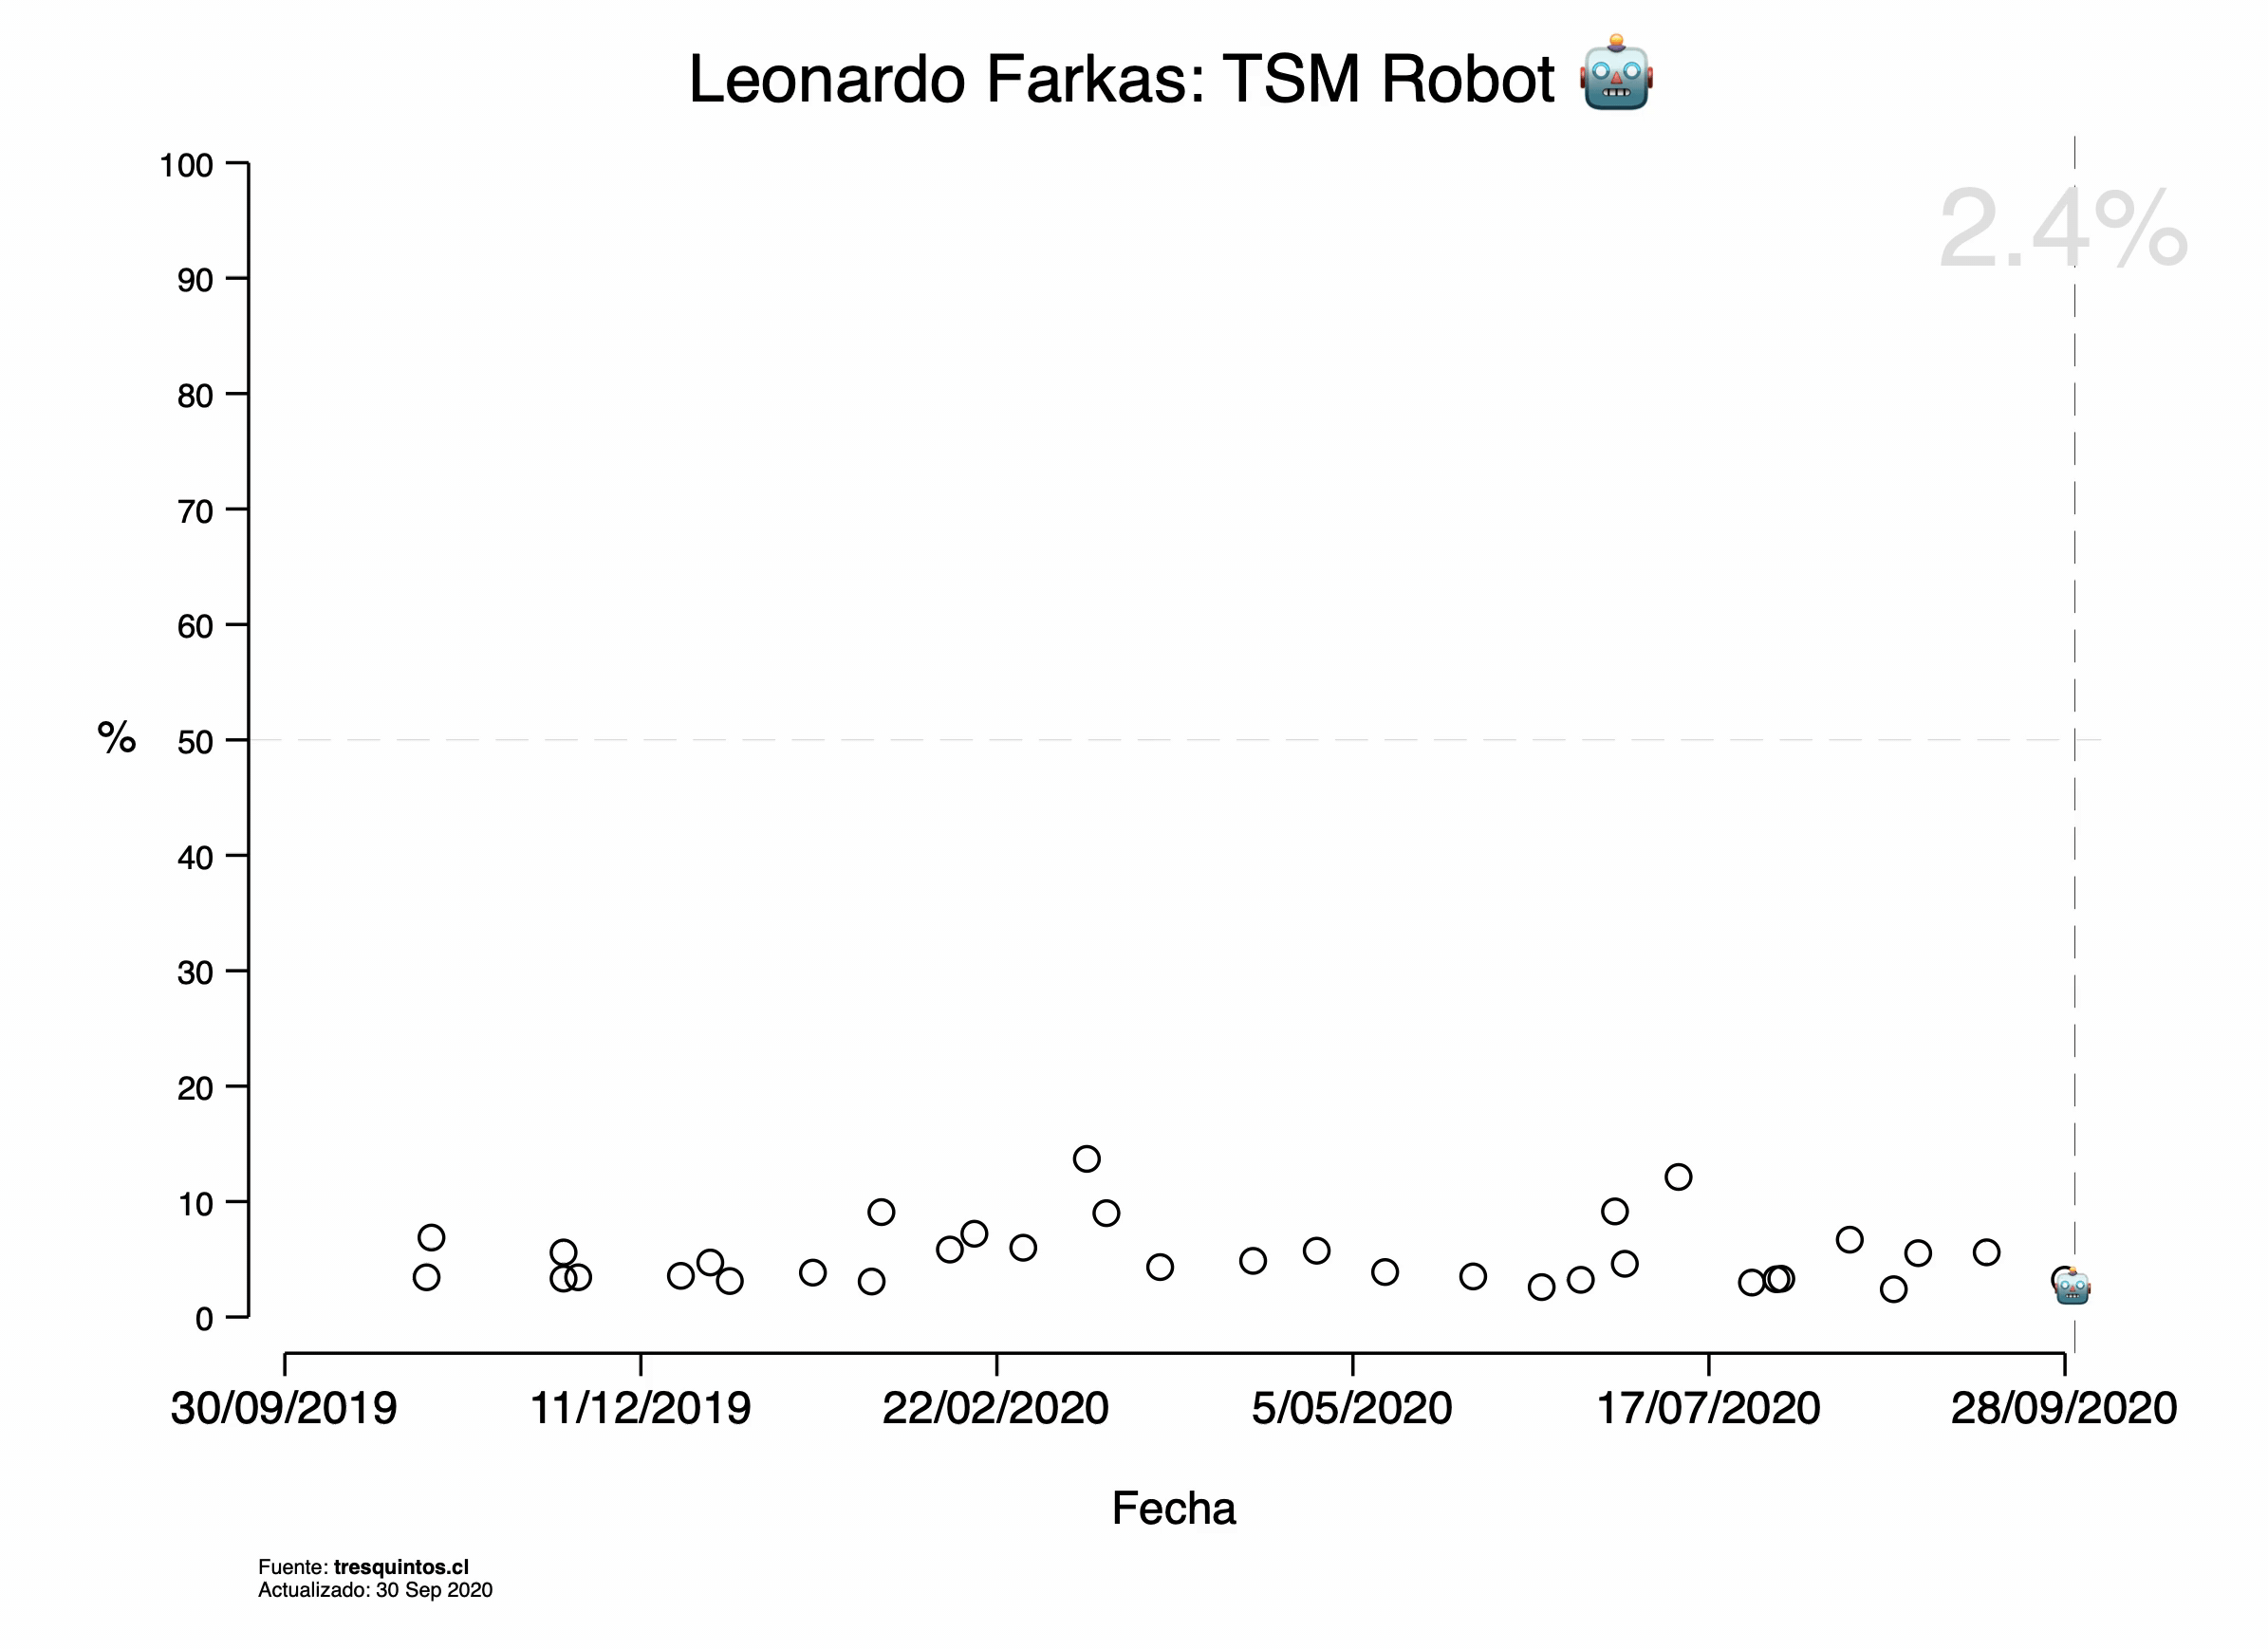 Leonardo Farkas: TSM Robot 🤖
2.4%
100
90
80
70
60
50
40
30
20
10
0
%
30/09/2019 11/12/2019 22/02/2020 5/05/2020 17/07/2020 28/09/2020
Fecha
Fuente: tresquintos.cl
Actualizado: 30 Sep 2020